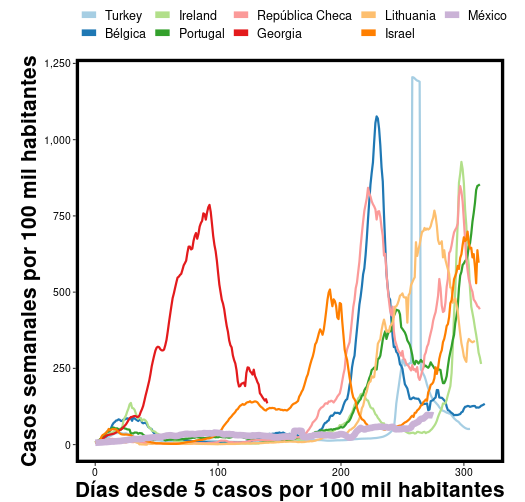 Turkey Ireland República Checa Lithuania México
Bélgica Portugal Georgia Israel
Casos semanales por 100 mil habitantes
1,250
1,000
750
500
250
0
0 100 200 300
Días desde 5 casos por 100 mil habitantes